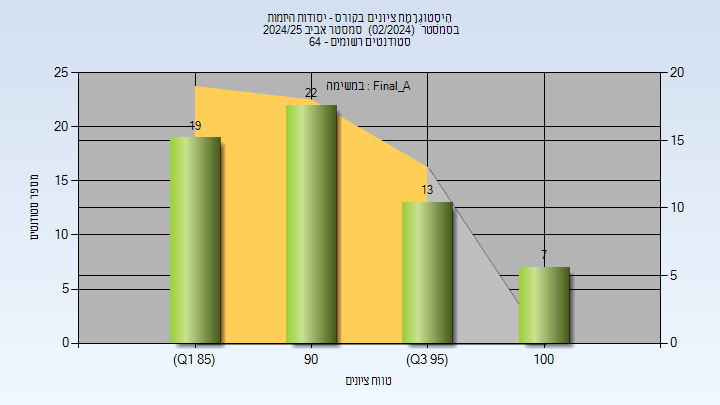 היסטוגרמת ציונים בקורס - יסודות היזמות
בסמסטר (02/2024) סמסטר אביב 2024/25
סטודנטים רשומים - 64
במשימה : Final_A
25
20
15
10
5
0
20
15
10
5
0
19
22
13
7
(Q1 85)
90
(Q3 95)
100
מספר סטודנטים
טווח ציונים